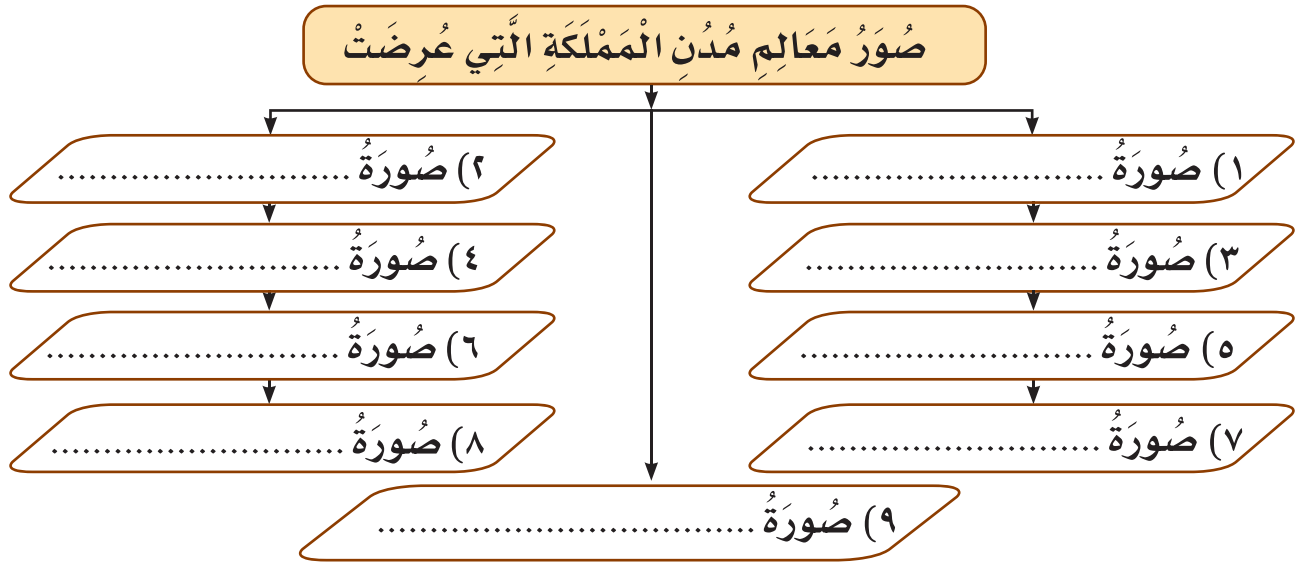 صُوَرُ مَعَالِمِ مُدُنِ الْمَمْلَكَةِ الَّتِي عُرِضَتْ
١) صُورَةُ ............................
٢) صُورَةُ ............................
٣) صُورَةُ ............................
٤) صُورَةُ ............................
٥) صُورَةُ ............................
٦) صُورَةُ ............................
٧) صُورَةُ ............................
٨) صُورَةُ ............................
٩) صُورَةُ ....................................